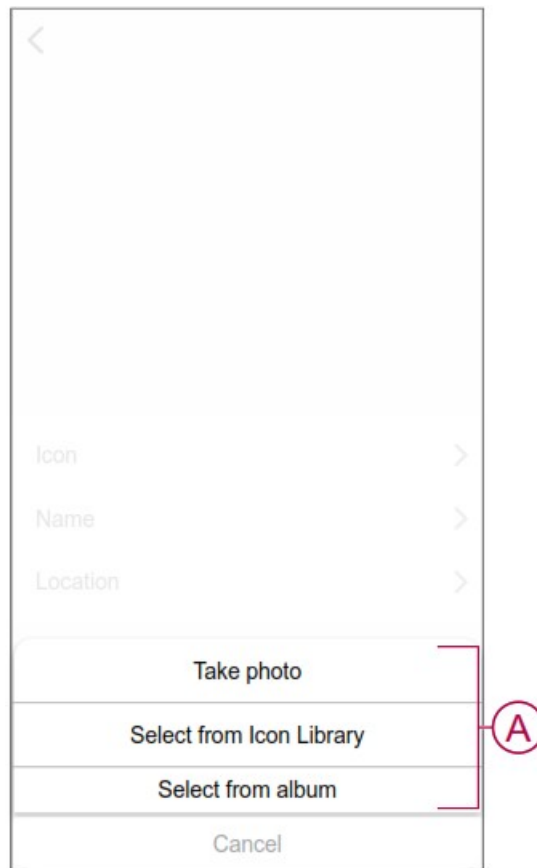 Icon
Name
Location
Take photo
Select from Icon Library
A
Select from album
Cancel